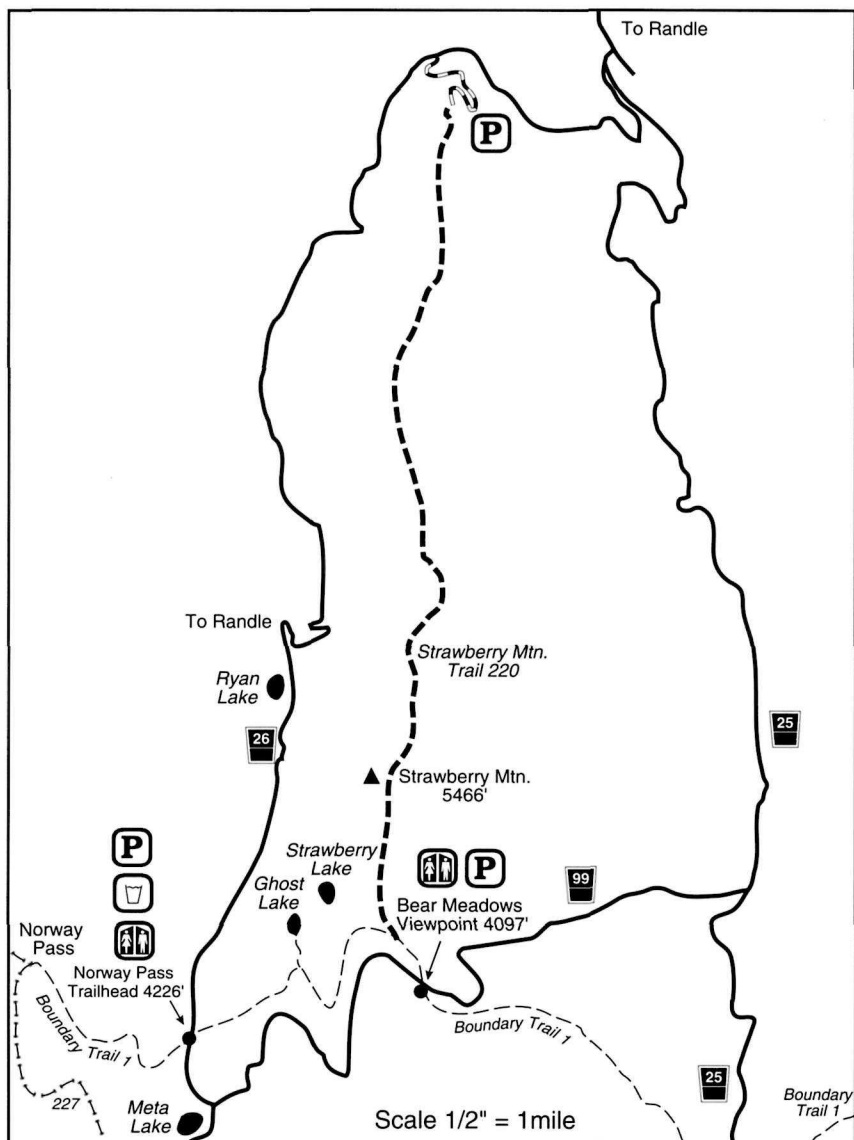 To Randle
P
To Randle
Ryan
Lake
Strawberry Mtn.
Trail 220
26
25
Strawberry Mtn.
5466'
P
Strawberry
Lake
Ghost
Lake
P
99
Bear Meadows
Viewpoint 4097'
Norway
Pass
Norway Pass
Trailhead 4226'
Boundary Trail 1
Boundary Trail 1
227
Meta
Lake
25
Boundary
Trail 1
Scale 1/2" = 1mile